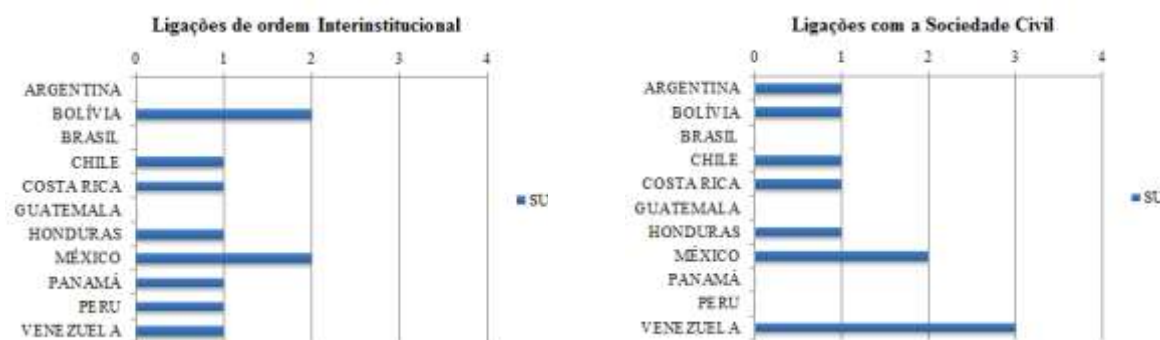 Ligações de ordem Interinstitucional
0 1 2 3 4
ARGENTINA
BOLÍVIA
BRASIL
CHILE
COSTA RICA
GUATEMALA
HONDURAS
MÉXICO
PANAMÁ
PERU
VENEZUELA
SU
Ligações com a Sociedade Civil
0 1 2 3 4
ARGENTINA
BOLÍVIA
BRASIL
CHILE
COSTA RICA
GUATEMALA
HONDURAS
MÉXICO
PANAMÁ
PERU
VENEZUELA
SU